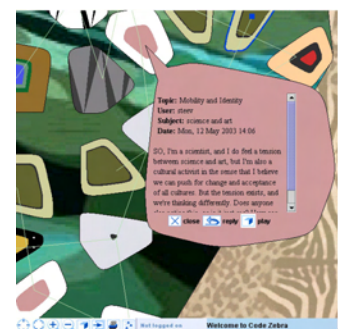 Topic: Mobility and Identity
User: steev
Subject: science and art
Date: Mon, 12 May 2003 14:06
SO, I'm a scientist, and I do feel a tension
between science and art, but I'm also a
cultural activist in the sense that I believe
we can push for change and acceptance
of all cultures. But the tension exists, and
we're thinking differently. Does anyone
close reply play
Not logged on Welcome to Code Zebra